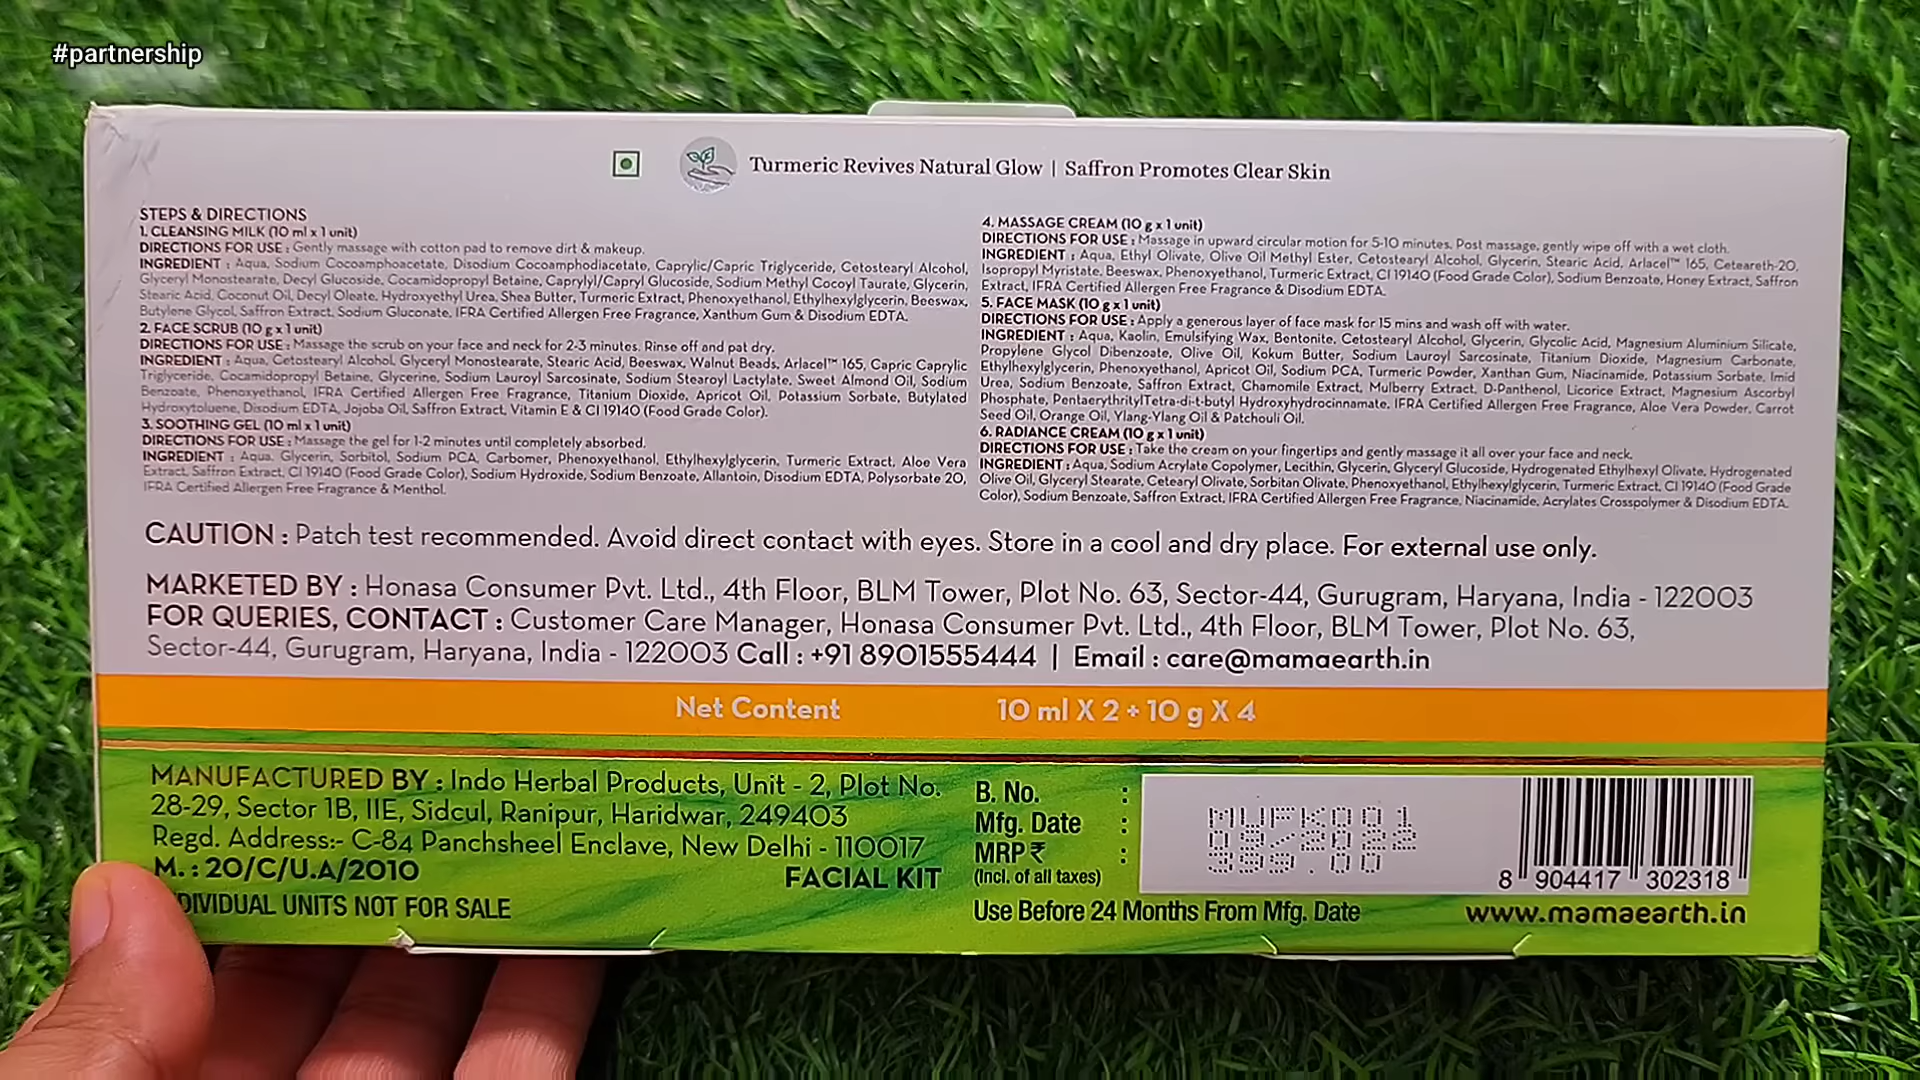 #partnership
Turmeric Revives Natural Glow | Saffron Promotes Clear Skin
STEPS & DIRECTIONS
1. CLEANSING MILK (10 ml x 1 unit)
DIRECTIONS FOR USE : Gently massage with cotton pad to remove dirt & makeup.
INGREDIENT : Aqua, Sodium Cocoamphoacetate, Disodium Cocoamphodiacetate, Caprylic/Capric Triglyceride, Cetostearyl Alcohol,
Glyceryl Monostearate, Decyl Glucoside, Cocamidopropyl Betaine, Caprylyl/Capryl Glucoside, Sodium Methyl Cocoyl Taurate, Glycerin,
Stearic Acid, Coconut Oil, Decyl Oleate, Hydroxyethyl Urea, Shea Butter, Turmeric Extract, Phenoxyethanol, Ethylhexylglycerin, Beeswax,
Butylene Glycol, Saffron Extract, Sodium Gluconate, IFRA Certified Allergen Free Fragrance, Xanthum Gum & Disodium EDTA.
2. FACE SCRUB (10 g x 1 unit)
DIRECTIONS FOR USE : Massage the scrub on your face and neck for 2-3 minutes. Rinse off and pat dry.
INGREDIENT : Aqua, Cetostearyl Alcohol, Glyceryl Monostearate, Stearic Acid, Beeswax, Walnut Beads, Arlacel™ 165, Capric Caprylic
Triglyceride, Cocamidopropyl Betaine, Glycerine, Sodium Lauroyl Sarcosinate, Sodium Stearoyl Lactylate, Sweet Almond Oil, Sodium
Benzoate, Phenoxyethanol, IFRA Certified Allergen Free Fragrance, Titanium Dioxide, Apricot Oil, Potassium Sorbate, Butylated
Hydroxytoluene, Disodium EDTA, Jojoba Oil, Saffron Extract, Vitamin E & CI 19140 (Food Grade Color).
3. SOOTHING GEL (10 ml x 1 unit)
DIRECTIONS FOR USE : Massage the gel for 1-2 minutes until completely absorbed.
INGREDIENT : Aqua, Glycerin, Sorbitol, Sodium PCA, Carbomer, Phenoxyethanol, Ethylhexylglycerin, Turmeric Extract, Aloe Vera
Extract, Saffron Extract, CI 19140 (Food Grade Color), Sodium Hydroxide, Sodium Benzoate, Allantoin, Disodium EDTA, Polysorbate 20,
IFRA Certified Allergen Free Fragrance & Menthol.
4. MASSAGE CREAM (10 g x 1 unit)
DIRECTIONS FOR USE : Massage in upward circular motion for 5-10 minutes. Post massage, gently wipe off with a wet cloth.
INGREDIENT : Aqua, Ethyl Olivate, Olive Oil Methyl Ester, Cetostearyl Alcohol, Glycerin, Stearic Acid, Arlacel™ 165, Ceteareth-20,
Isopropyl Myristate, Beeswax, Phenoxyethanol, Turmeric Extract, CI 19140 (Food Grade Color), Sodium Benzoate, Honey Extract, Saffron
Extract, IFRA Certified Allergen Free Fragrance & Disodium EDTA.
5. FACE MASK (10 g x 1 unit)
DIRECTIONS FOR USE : Apply a generous layer of face mask for 15 mins and wash off with water.
INGREDIENT : Aqua, Kaolin, Emulsifying Wax, Bentonite, Cetostearyl Alcohol, Glycerin, Glycolic Acid, Magnesium Aluminium Silicate,
Propylene Glycol Dibenzoate, Olive Oil, Kokum Butter, Sodium Lauroyl Sarcosinate, Titanium Dioxide, Magnesium Carbonate,
Ethylhexylglycerin, Phenoxyethanol, Apricot Oil, Sodium PCA, Turmeric Powder, Xanthan Gum, Niacinamide, Potassium Sorbate, Imid
Urea, Sodium Benzoate, Saffron Extract, Chamomile Extract, Mulberry Extract, D-Panthenol, Licorice Extract, Magnesium Ascorbyl
Phosphate, PentaerythritylTetra-di-t-butyl Hydroxyhydrocinnamate, IFRA Certified Allergen Free Fragrance, Aloe Vera Powder, Carrot
Seed Oil, Orange Oil, Ylang-Ylang Oil & Patchouli Oil.
6. RADIANCE CREAM (10 g x 1 unit)
DIRECTIONS FOR USE : Take the cream on your fingertips and gently massage it all over your face and neck.
INGREDIENT : Aqua, Sodium Acrylate Copolymer, Lecithin, Glycerin, Glyceryl Glucoside, Hydrogenated Ethylhexyl Olivate, Hydrogenated
Olive Oil, Glyceryl Stearate, Cetearyl Olivate, Sorbitan Olivate, Phenoxyethanol, Ethylhexylglycerin, Turmeric Extract, CI 19140 (Food Grade
Color), Sodium Benzoate, Saffron Extract, IFRA Certified Allergen Free Fragrance, Niacinamide, Acrylates Crosspolymer & Disodium EDTA.
CAUTION : Patch test recommended. Avoid direct contact with eyes. Store in a cool and dry place. For external use only.
MARKETED BY : Honasa Consumer Pvt. Ltd., 4th Floor, BLM Tower, Plot No. 63, Sector-44, Gurugram, Haryana, India - 122003
FOR QUERIES, CONTACT : Customer Care Manager, Honasa Consumer Pvt. Ltd., 4th Floor, BLM Tower, Plot No. 63,
Sector-44, Gurugram, Haryana, India - 122003 Call : +91 8901555444 | Email : care@mamaearth.in
Net Content 10 ml X 2 + 10 g X 4
MANUFACTURED BY : Indo Herbal Products, Unit - 2, Plot No.
28-29, Sector 1B, IIE, Sidcul, Ranipur, Haridwar, 249403
Regd. Address:- C-84 Panchsheel Enclave, New Delhi - 110017
M. : 20/C/U.A/2010
FACIAL KIT
UNITS NOT FOR SALE
B. No. : MUFK001
Mfg. Date : 09/2022
MRP ₹ : 399.00
(Incl. of all taxes)
Use Before 24 Months From Mfg. Date
8 904417 302318
www.mamaearth.in